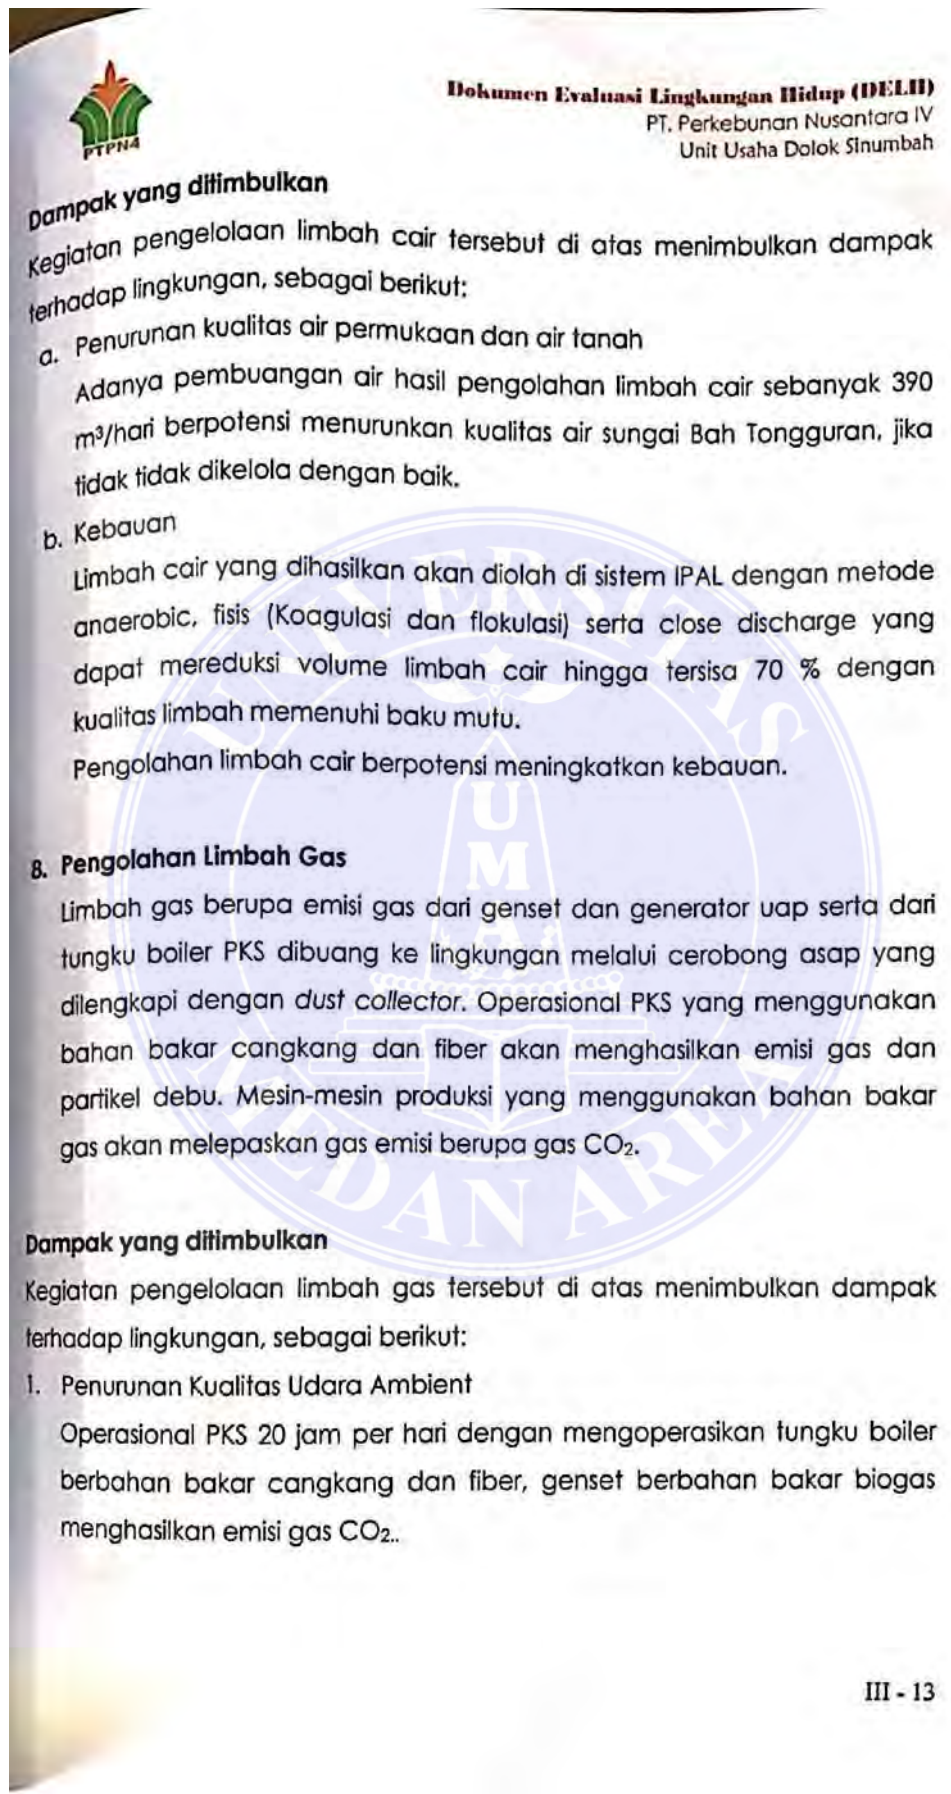 PTPN4
Dokumen Evaluasi Lingkungan Hidup (DELH)
PT. Perkebunan Nusantara IV
Unit Usaha Dolok Sinumbah
Dampak yang ditimbulkan
Kegiatan pengelolaan limbah cair tersebut di atas menimbulkan dampak
terhadap lingkungan, sebagai berikut:
a. Penurunan kualitas air permukaan dan air tanah
Adanya pembuangan air hasil pengolahan limbah cair sebanyak 390
m³/hari berpotensi menurunkan kualitas air sungai Bah Tongguran, jika
tidak tidak dikelola dengan baik.
b. Kebauan
Limbah cair yang dihasilkan akan diolah di sistem IPAL dengan metode
anaerobic, fisis (Koagulasi dan flokulasi) serta close discharge yang
dapat mereduksi volume limbah cair hingga tersisa 70 % dengan
kualitas limbah memenuhi baku mutu.
Pengolahan limbah cair berpotensi meningkatkan kebauan.
8. Pengolahan Limbah Gas
Limbah gas berupa emisi gas dari genset dan generator uap serta dari
tungku boiler PKS dibuang ke lingkungan melalui cerobong asap yang
dilengkapi dengan dust collector. Operasional PKS yang menggunakan
bahan bakar cangkang dan fiber akan menghasilkan emisi gas dan
partikel debu. Mesin-mesin produksi yang menggunakan bahan bakar
gas akan melepaskan gas emisi berupa gas CO₂.
Dampak yang ditimbulkan
Kegiatan pengelolaan limbah gas tersebut di atas menimbulkan dampak
terhadap lingkungan, sebagai berikut:
1. Penurunan Kualitas Udara Ambient
Operasional PKS 20 jam per hari dengan mengoperasikan tungku boiler
berbahan bakar cangkang dan fiber, genset berbahan bakar biogas
menghasilkan emisi gas CO₂..
III - 13
UNIVERSITAS
UMA
MEDAN AREA